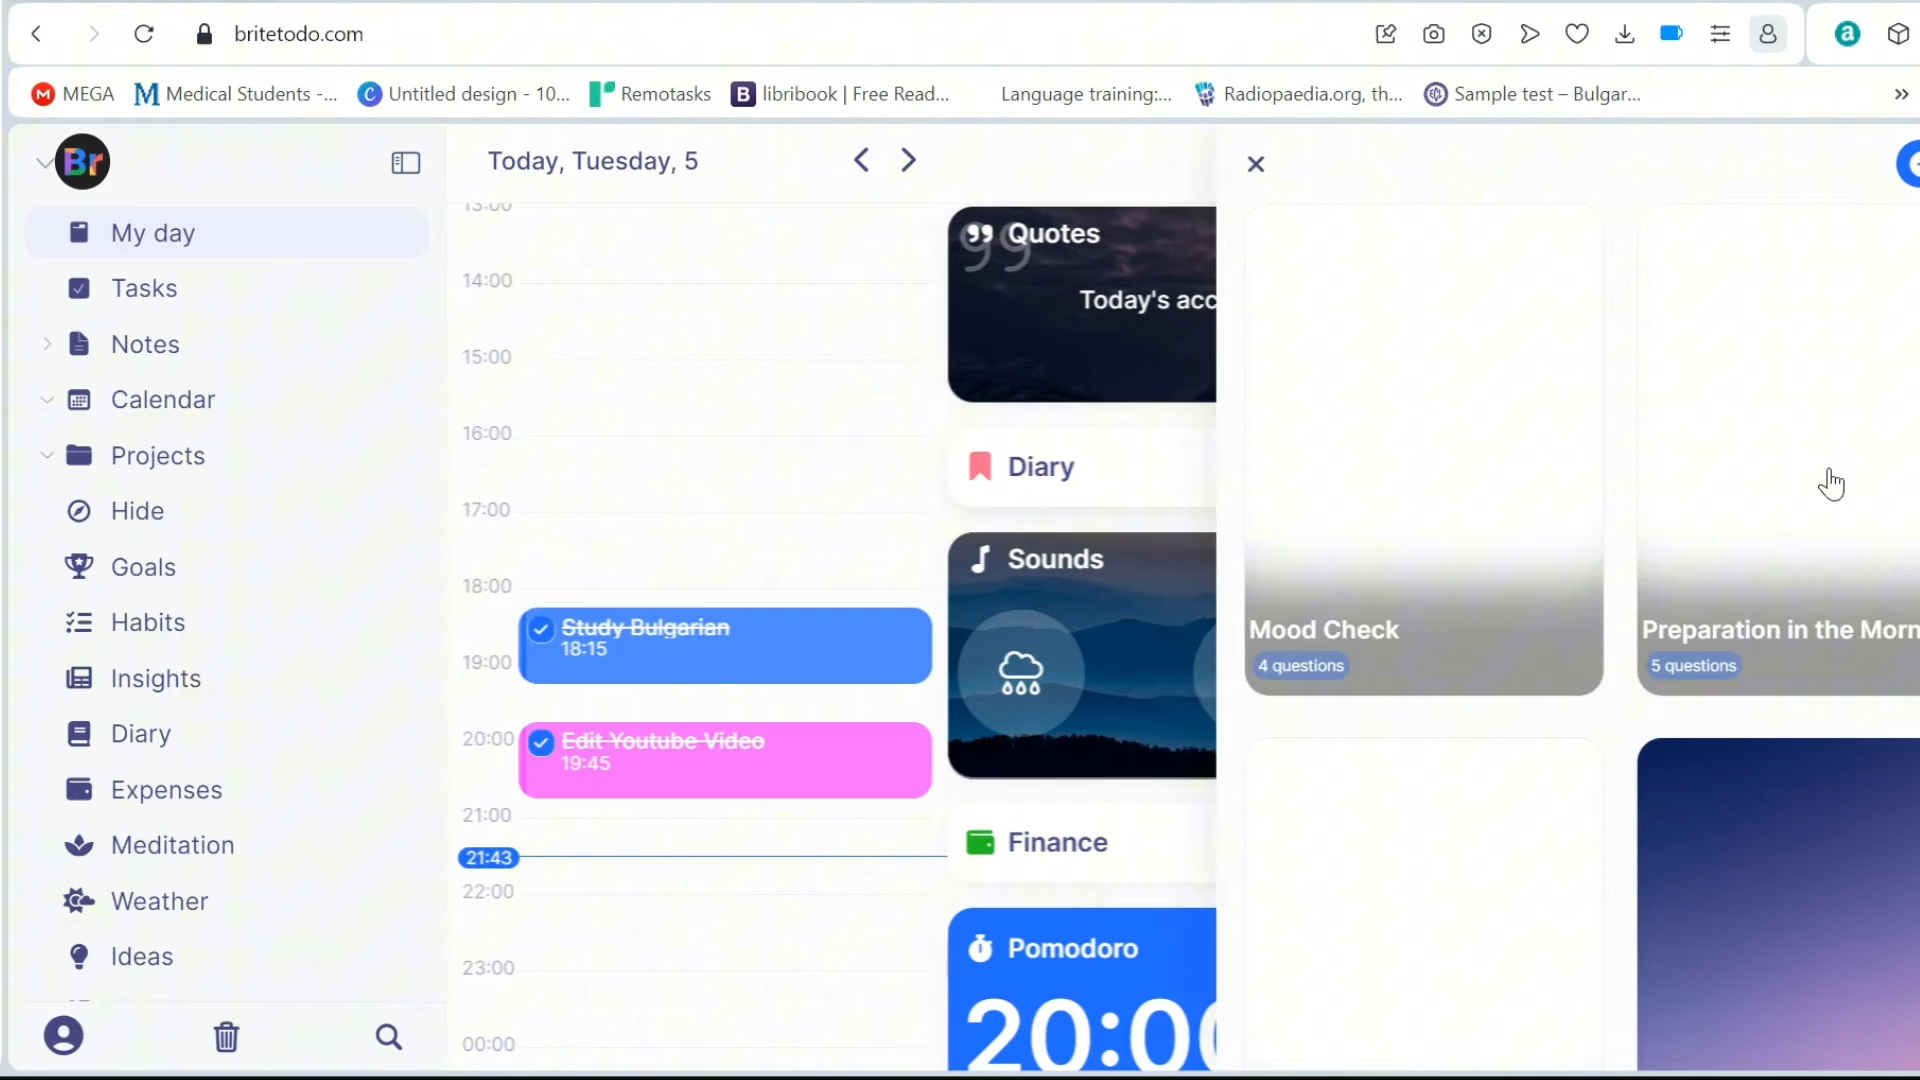 britetodo.com
MEGA
Medical Students -...
Untitled design - 10...
Remotasks
libribook | Free Read...
Language training:...
Radiopaedia.org, th...
Sample test – Bulgar...
Br
Today, Tuesday, 5
My day
Tasks
Notes
Calendar
Projects
Hide
Goals
Habits
Insights
Diary
Expenses
Meditation
Weather
Ideas
13:00
14:00
15:00
16:00
17:00
18:00
Study Bulgarian
18:15
19:00
20:00
Edit Youtube Video
19:45
21:00
21:43
22:00
23:00
00:00
Quotes
Today's acc
Diary
Sounds
Finance
Pomodoro
20:00
Mood Check
4 questions
Preparation in the Morn
5 questions